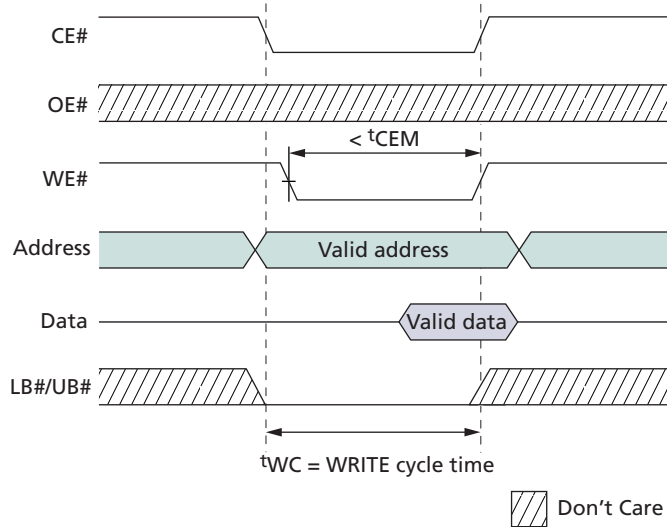 CE#
OE#
< tCEM
WE#
Address
Valid address
Data
Valid data
LB#/UB#
tWC = WRITE cycle time
Don't Care